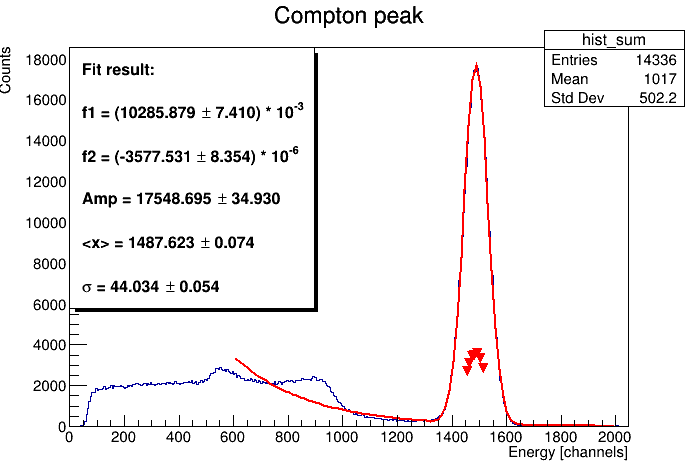 Compton peak
hist_sum
Entries 14336
Mean 1017
Std Dev 502.2
Counts
18000
16000
14000
12000
10000
8000
6000
4000
2000
0
Fit result:
f1 = (10285.879 ± 7.410) * 10-3
f2 = (-3577.531 ± 8.354) * 10-6
Amp = 17548.695 ± 34.930
<x> = 1487.623 ± 0.074
σ = 44.034 ± 0.054
0 200 400 600 800 1000 1200 1400 1600 1800 2000
Energy [channels]